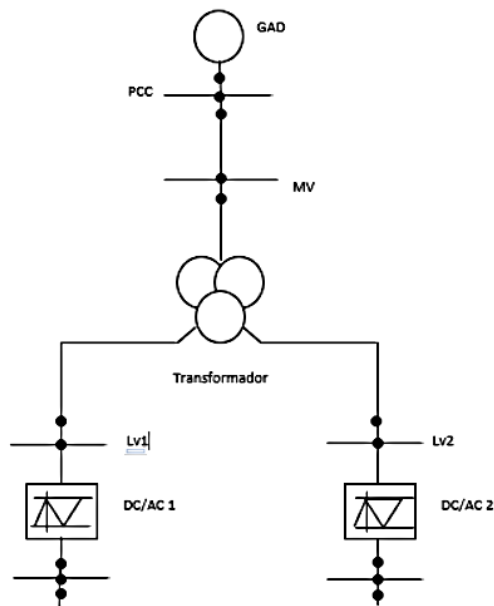 GAD
PCC
MV
Transformador
Lv1
Lv2
DC/AC 1
DC/AC 2